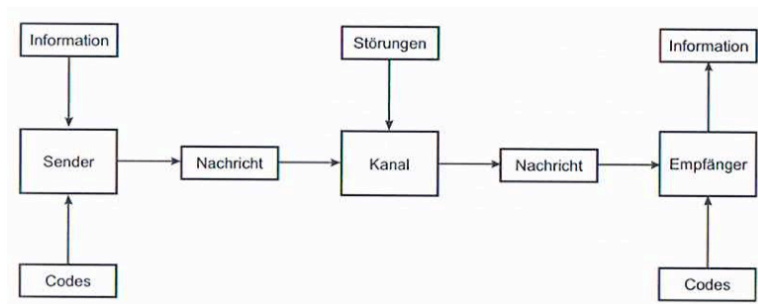 Information
Störungen
Information
Sender
Nachricht
Kanal
Nachricht
Empfänger
Codes
Codes